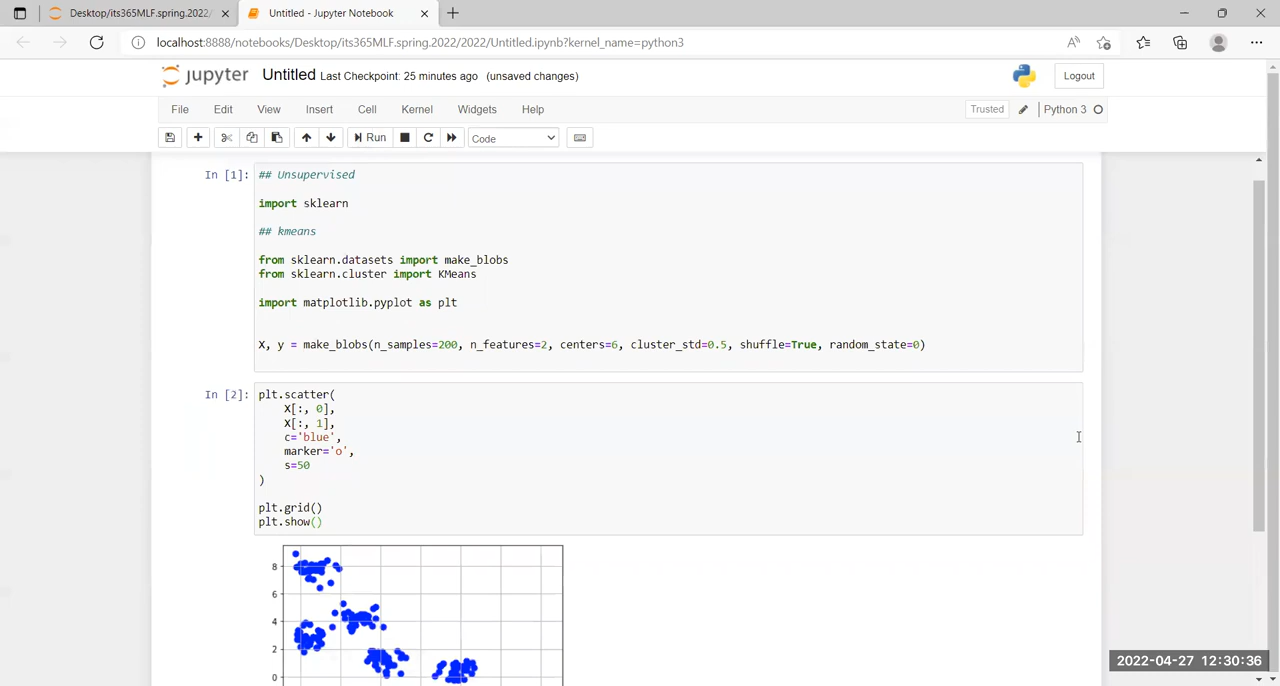 Desktop/its365MLF.spring.2022/
Untitled - Jupyter Notebook
localhost:8888/notebooks/Desktop/its365MLF.spring.2022/2022/Untitled.ipynb?kernel_name=python3
jupyter Untitled Last Checkpoint: 25 minutes ago (unsaved changes)
Logout
File Edit View Insert Cell Kernel Widgets Help
Trusted Python 3
Run Code
In [1]: ## Unsupervised
import sklearn
## kmeans
from sklearn.datasets import make_blobs
from sklearn.cluster import KMeans
import matplotlib.pyplot as plt
X, y = make_blobs(n_samples=200, n_features=2, centers=6, cluster_std=0.5, shuffle=True, random_state=0)
In [2]: plt.scatter(
X[:, 0],
X[:, 1],
c='blue',
marker='o',
s=50
)
plt.grid()
plt.show()
8
6
4
2
0
2022-04-27 12:30:36